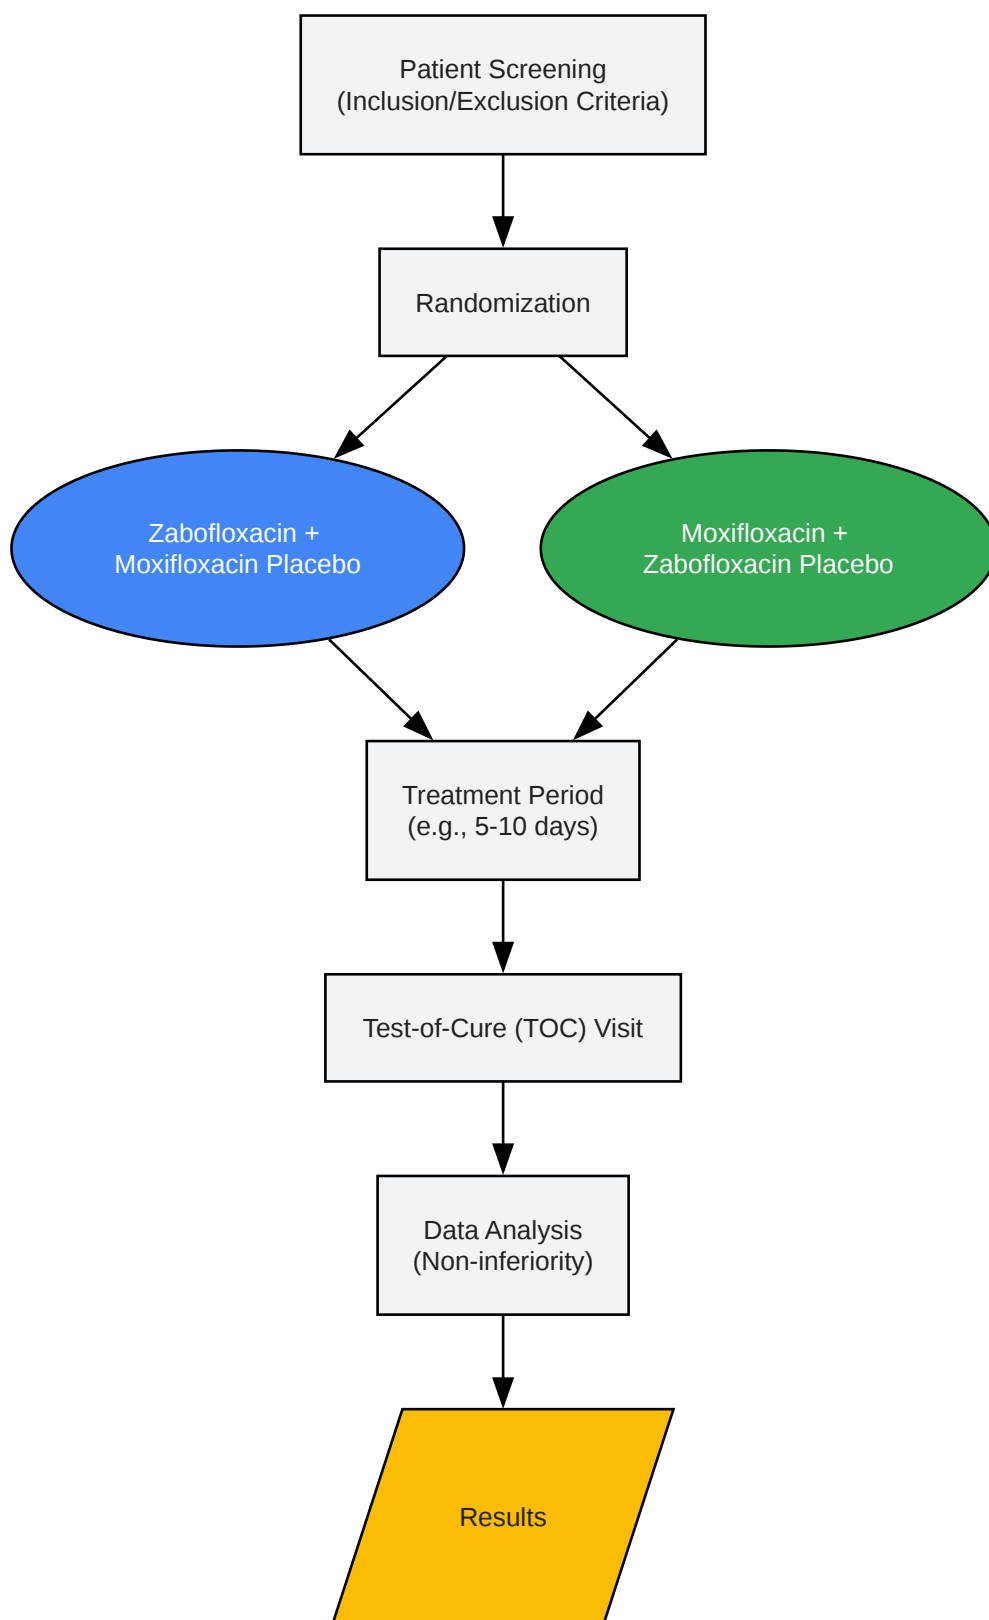 Patient Screening
(Inclusion/Exclusion Criteria)
Randomization
Zabofloxacin +
Moxifloxacin Placebo
Moxifloxacin +
Zabofloxacin Placebo
Treatment Period
(e.g., 5-10 days)
Test-of-Cure (TOC) Visit
Data Analysis
(Non-inferiority)
Results